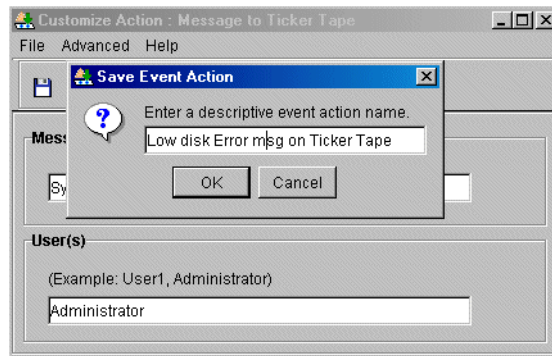 Customize Action : Message to Ticker Tape
File Advanced Help
Save Event Action
Enter a descriptive event action name.
Low disk Error msg on Ticker Tape
OK Cancel
User(s)
(Example: User1, Administrator)
Administrator